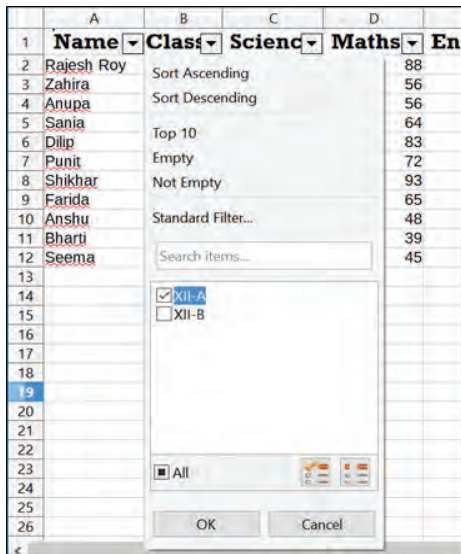 A B C D
1 Name Class Scienc Maths En
2 Rajesh Roy 88
3 Zahira 56
4 Anupa 56
5 Sania 64
6 Dilip 83
7 Punit 72
8 Shikhar 93
9 Farida 65
10 Anshu 48
11 Bharti 39
12 Seema 45
13
14
15
16
17
18
19
20
21
22
23
24
25
26
Sort Ascending
Sort Descending
Top 10
Empty
Not Empty
Standard Filter...
Search items...
XII-A
XII-B
All
OK Cancel